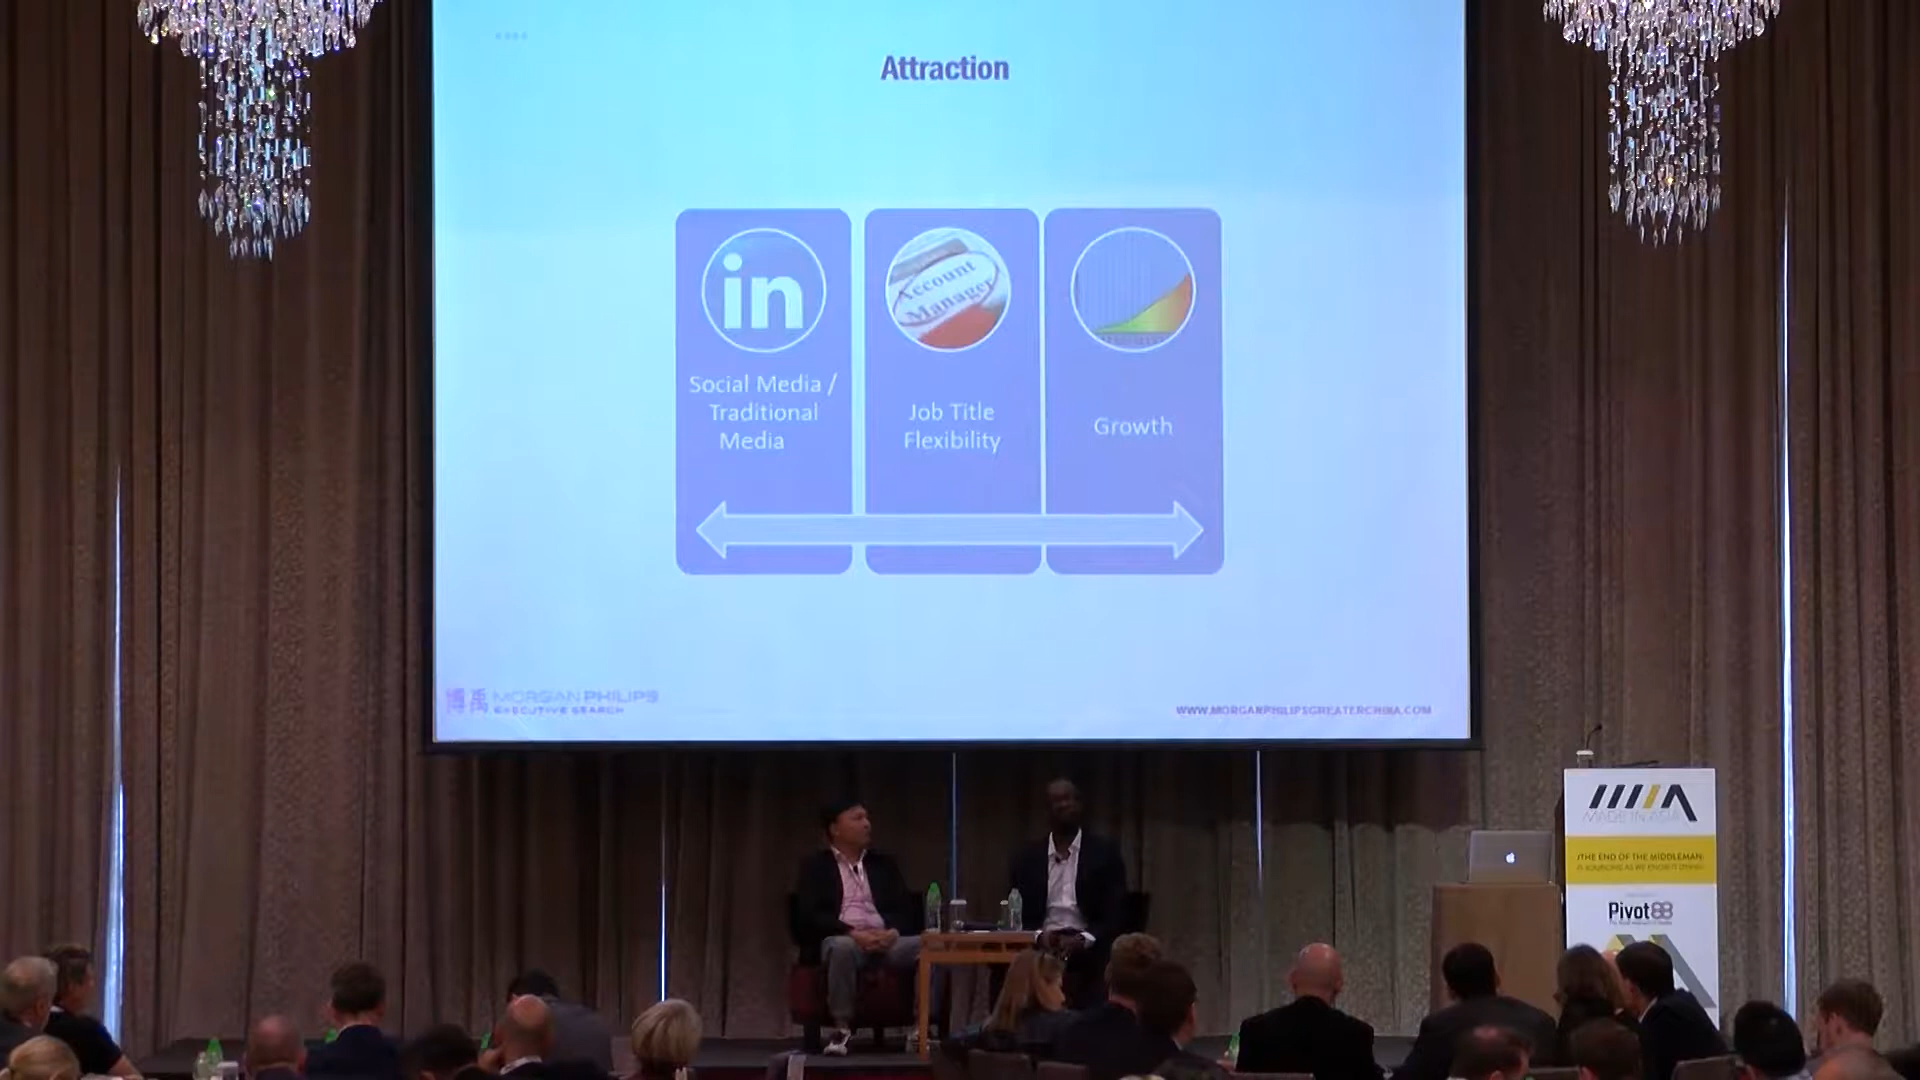 Attraction
in
Account
Manager
Social Media /
Traditional
Media
Job Title
Flexibility
Growth
MORGAN PHILIPS
EXECUTIVE SEARCH
WWW.MORGANPHILIPSGREATERCHINA.COM
MADE IN ASIA
/THE END OF THE MIDDLEMAN:
Pivot88